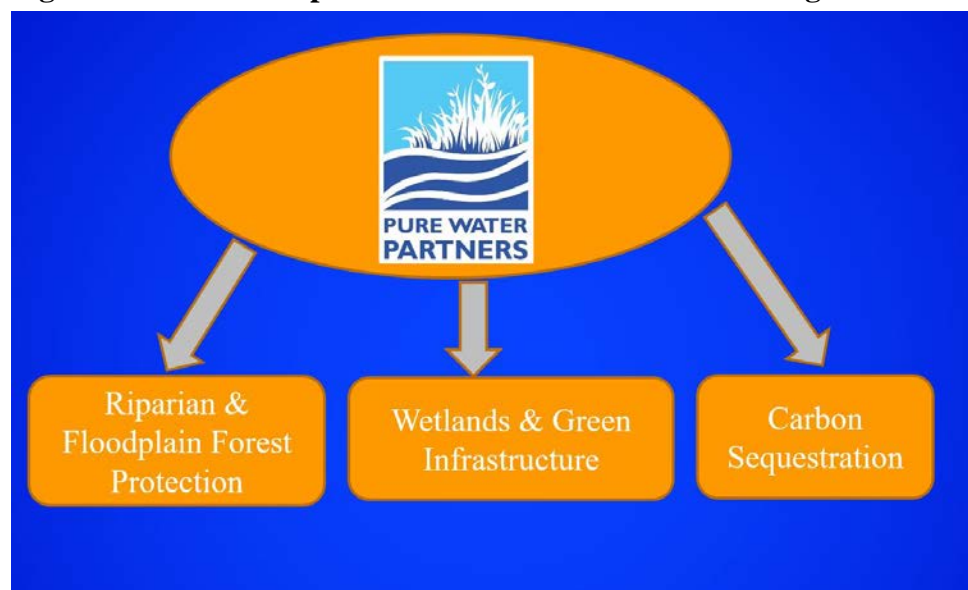 PURE WATER
PARTNERS
Riparian &
Floodplain Forest
Protection
Wetlands & Green
Infrastructure
Carbon
Sequestration